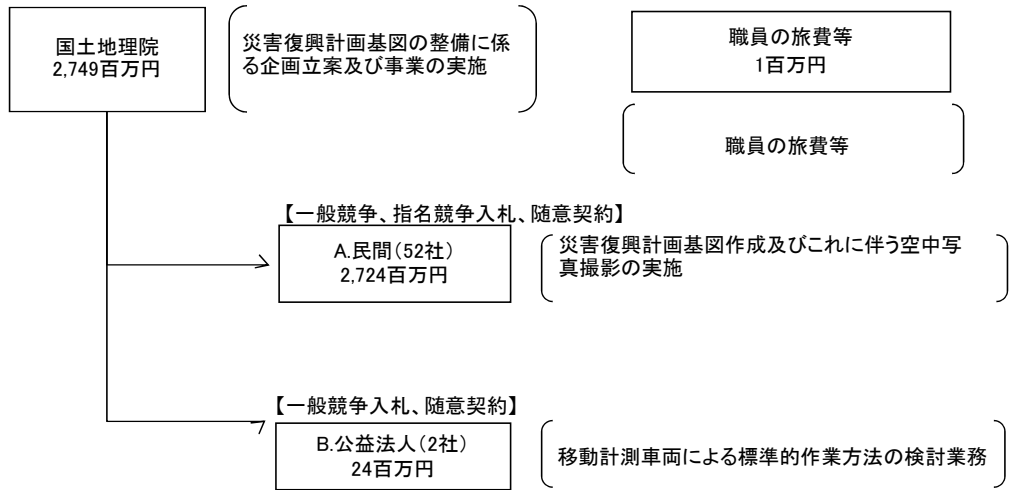 国土地理院
2,749百万円
災害復興計画基図の整備に係
る企画立案及び事業の実施
職員の旅費等
1百万円
職員の旅費等
【一般競争、指名競争入札、随意契約】
A.民間(52社)
2,724百万円
災害復興計画基図作成及びこれに伴う空中写
真撮影の実施
【一般競争入札、随意契約】
B.公益法人(2社)
24百万円
移動計測車両による標準的作業方法の検討業務